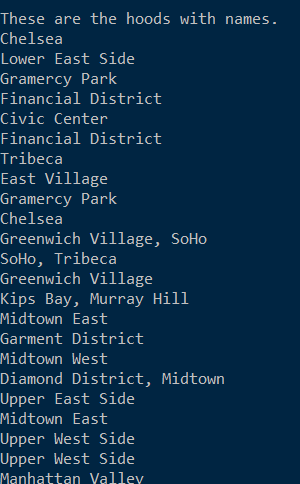 These are the hoods with names.
Chelsea
Lower East Side
Gramercy Park
Financial District
Civic Center
Financial District
Tribeca
East Village
Gramercy Park
Chelsea
Greenwich Village, SoHo
SoHo, Tribeca
Greenwich Village
Kips Bay, Murray Hill
Midtown East
Garment District
Midtown West
Diamond District, Midtown
Upper East Side
Midtown East
Upper West Side
Upper West Side
Manhattan Valley